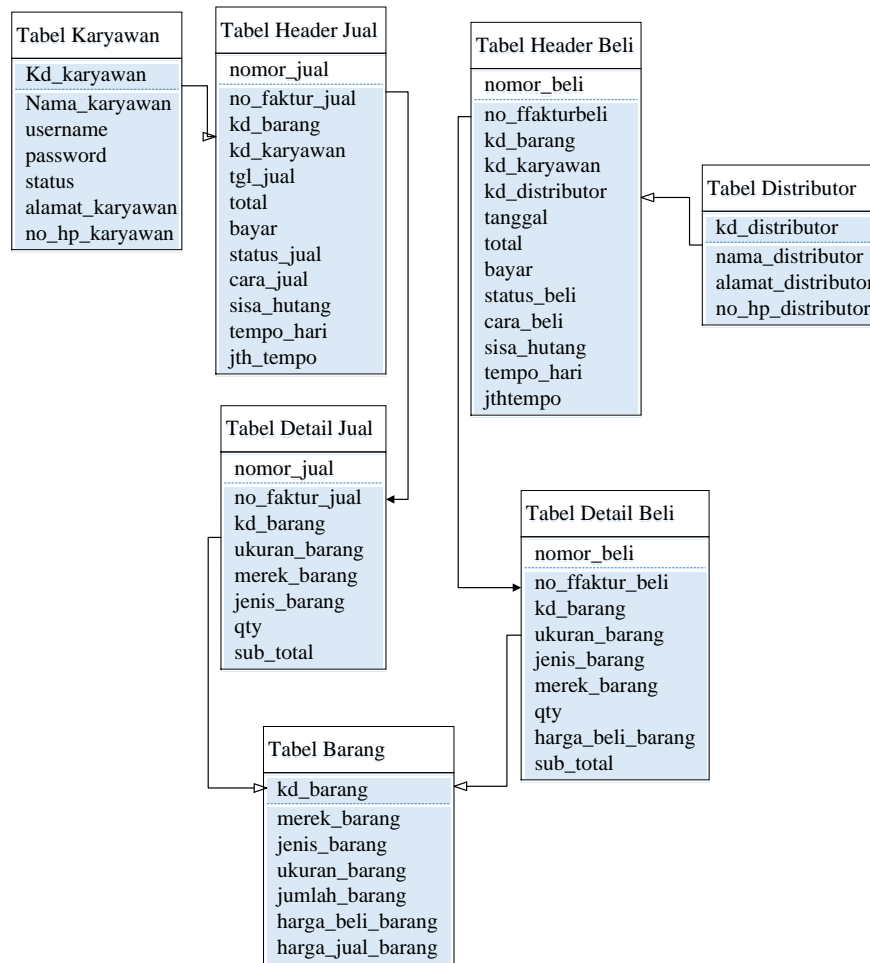 Tabel Karyawan
Kd_karyawan
Nama_karyawan
username
password
status
alamat_karyawan
no_hp_karyawan
Tabel Header Jual
nomor_jual
no_faktur_jual
kd_barang
kd_karyawan
tgl_jual
total
bayar
status_jual
cara_jual
sisa_hutang
tempo_hari
jth_tempo
Tabel Header Beli
nomor_beli
no_ffakturbeli
kd_barang
kd_karyawan
kd_distributor
tanggal
total
bayar
status_beli
cara_beli
sisa_hutang
tempo_hari
jthtempo
Tabel Distributor
kd_distributor
nama_distributor
alamat_distributor
no_hp_distributor
Tabel Detail Jual
nomor_jual
no_faktur_jual
kd_barang
ukuran_barang
merek_barang
jenis_barang
qty
sub_total
Tabel Detail Beli
nomor_beli
no_ffaktur_beli
kd_barang
ukuran_barang
jenis_barang
merek_barang
qty
harga_beli_barang
sub_total
Tabel Barang
kd_barang
merek_barang
jenis_barang
ukuran_barang
jumlah_barang
harga_beli_barang
harga_jual_barang